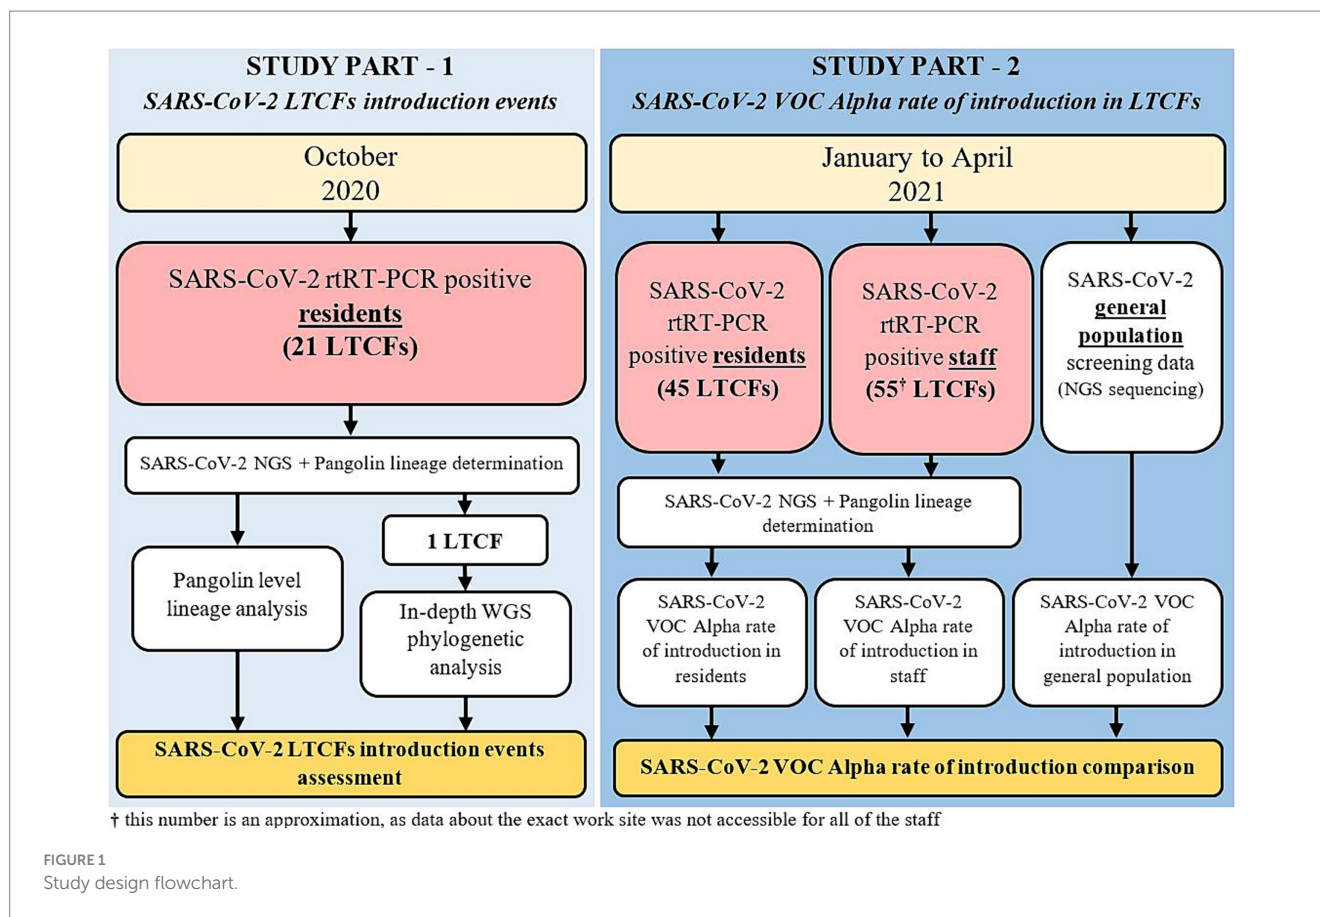 STUDY PART - 1
SARS-CoV-2 LTCFs introduction events
October
2020
SARS-CoV-2 rtRT-PCR positive
residents
(21 LTCFs)
SARS-CoV-2 NGS + Pangolin lineage determination
1 LTCF
Pangolin level
lineage analysis
In-depth WGS
phylogenetic
analysis
SARS-CoV-2 LTCFs introduction events
assessment
STUDY PART - 2
SARS-CoV-2 VOC Alpha rate of introduction in LTCFs
January to April
2021
SARS-CoV-2
rtRT-PCR
positive residents
(45 LTCFs)
SARS-CoV-2
rtRT-PCR
positive staff
(55† LTCFs)
SARS-CoV-2
general
population
screening data
(NGS sequencing)
SARS-CoV-2 NGS + Pangolin lineage
determination
SARS-CoV-2
VOC Alpha rate
of introduction in
residents
SARS-CoV-2
VOC Alpha rate
of introduction in
staff
SARS-CoV-2 VOC
Alpha rate of
introduction in
general population
SARS-CoV-2 VOC Alpha rate of introduction comparison
† this number is an approximation, as data about the exact work site was not accessible for all of the staff
FIGURE 1
Study design flowchart.